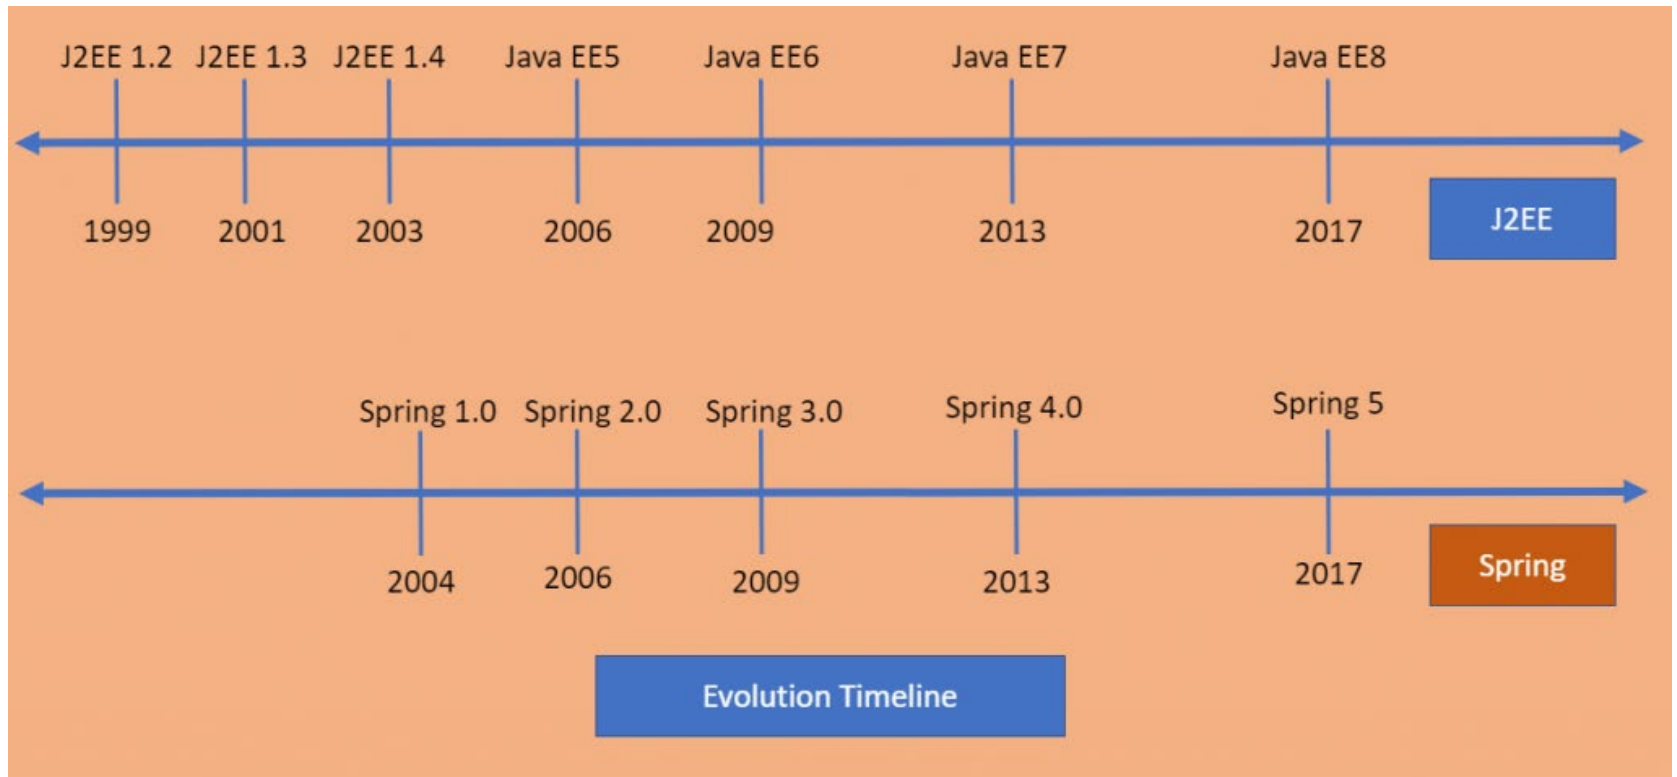 J2EE 1.2 J2EE 1.3 J2EE 1.4 Java EE5 Java EE6 Java EE7 Java EE8
1999 2001 2003 2006 2009 2013 2017
J2EE
Spring 1.0 Spring 2.0 Spring 3.0 Spring 4.0 Spring 5
2004 2006 2009 2013 2017
Spring
Evolution Timeline